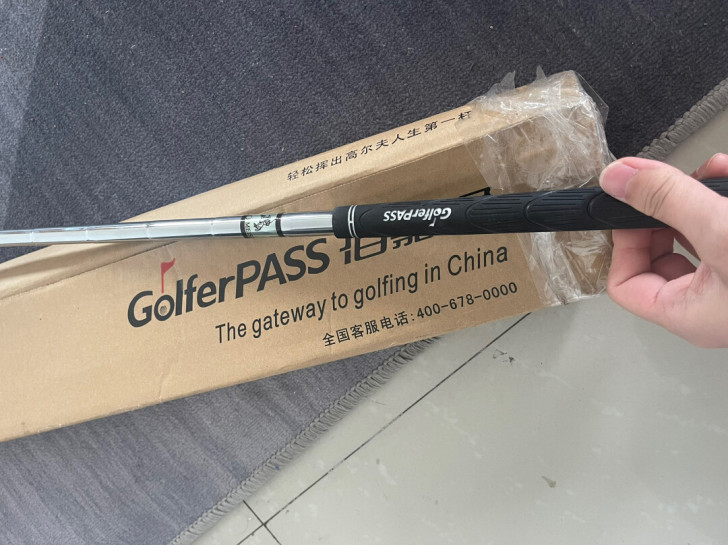 轻松挥出高尔夫人生第一杆
GolferPASS
GolferPASS
The gateway to golfing in China
全国客服电话:400-678-0000